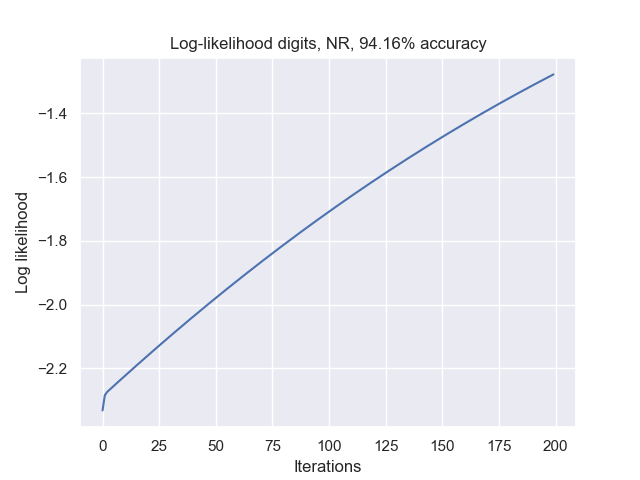 Log-likelihood digits, NR, 94.16% accuracy
−1.4
−1.6
−1.8
−2.0
−2.2
Log likelihood
0 25 50 75 100 125 150 175 200
Iterations